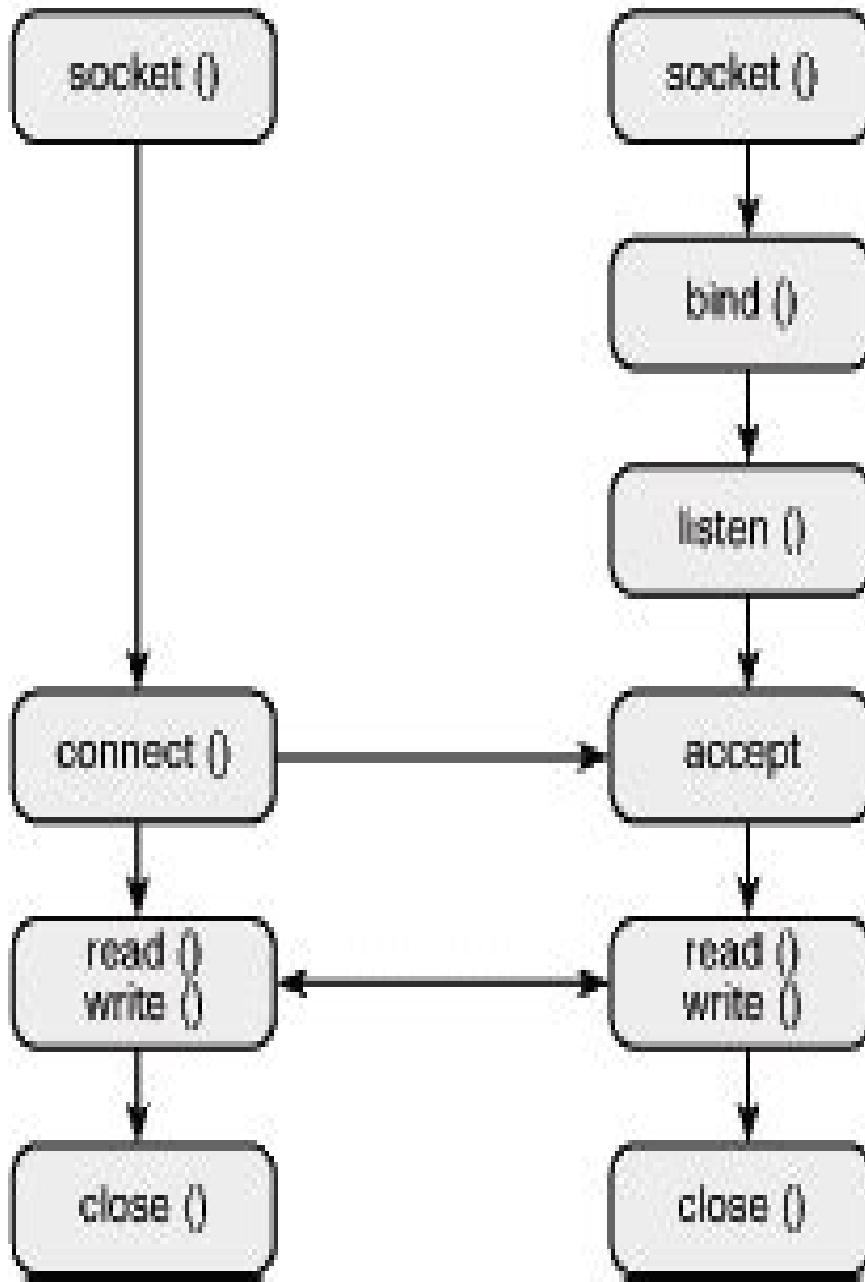 socket ()
socket ()
bind ()
listen ()
connect ()
accept
read ()
write ()
read ()
write ()
close ()
close ()